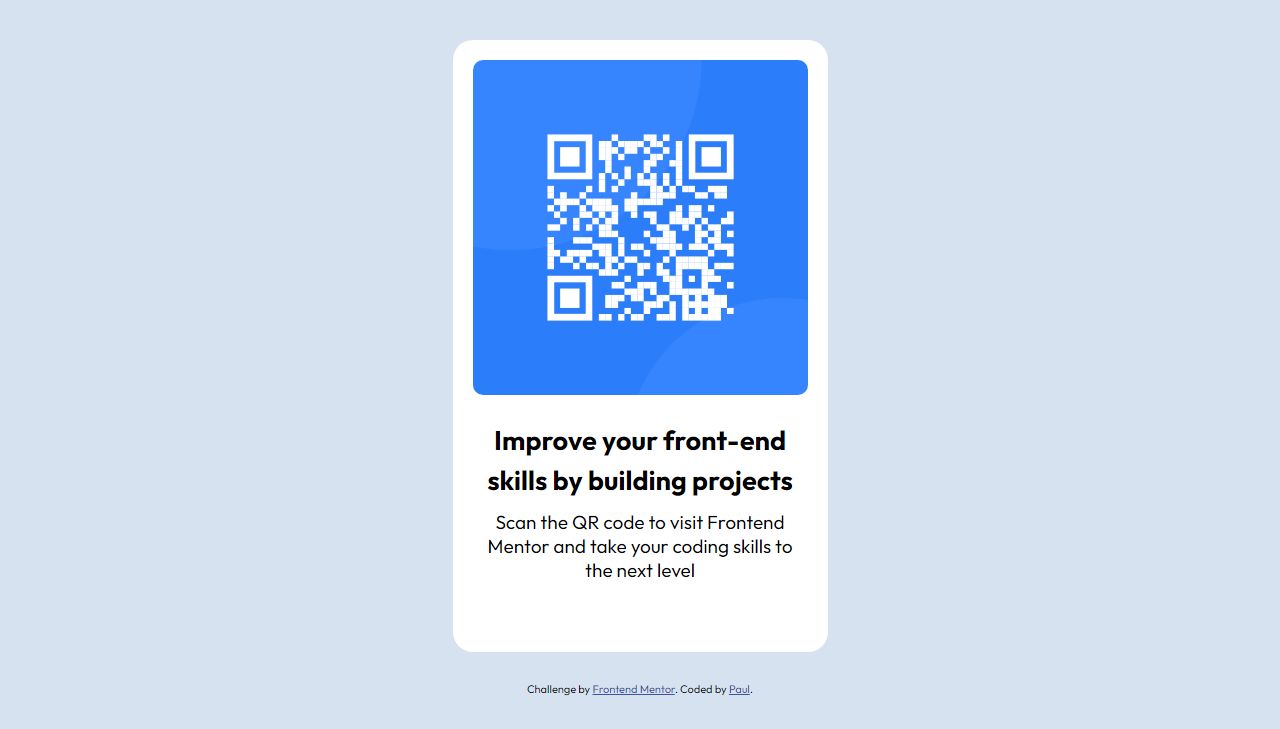 Improve your front-end
skills by building projects
Scan the QR code to visit Frontend
Mentor and take your coding skills to
the next level
Challenge by Frontend Mentor. Coded by Paul.